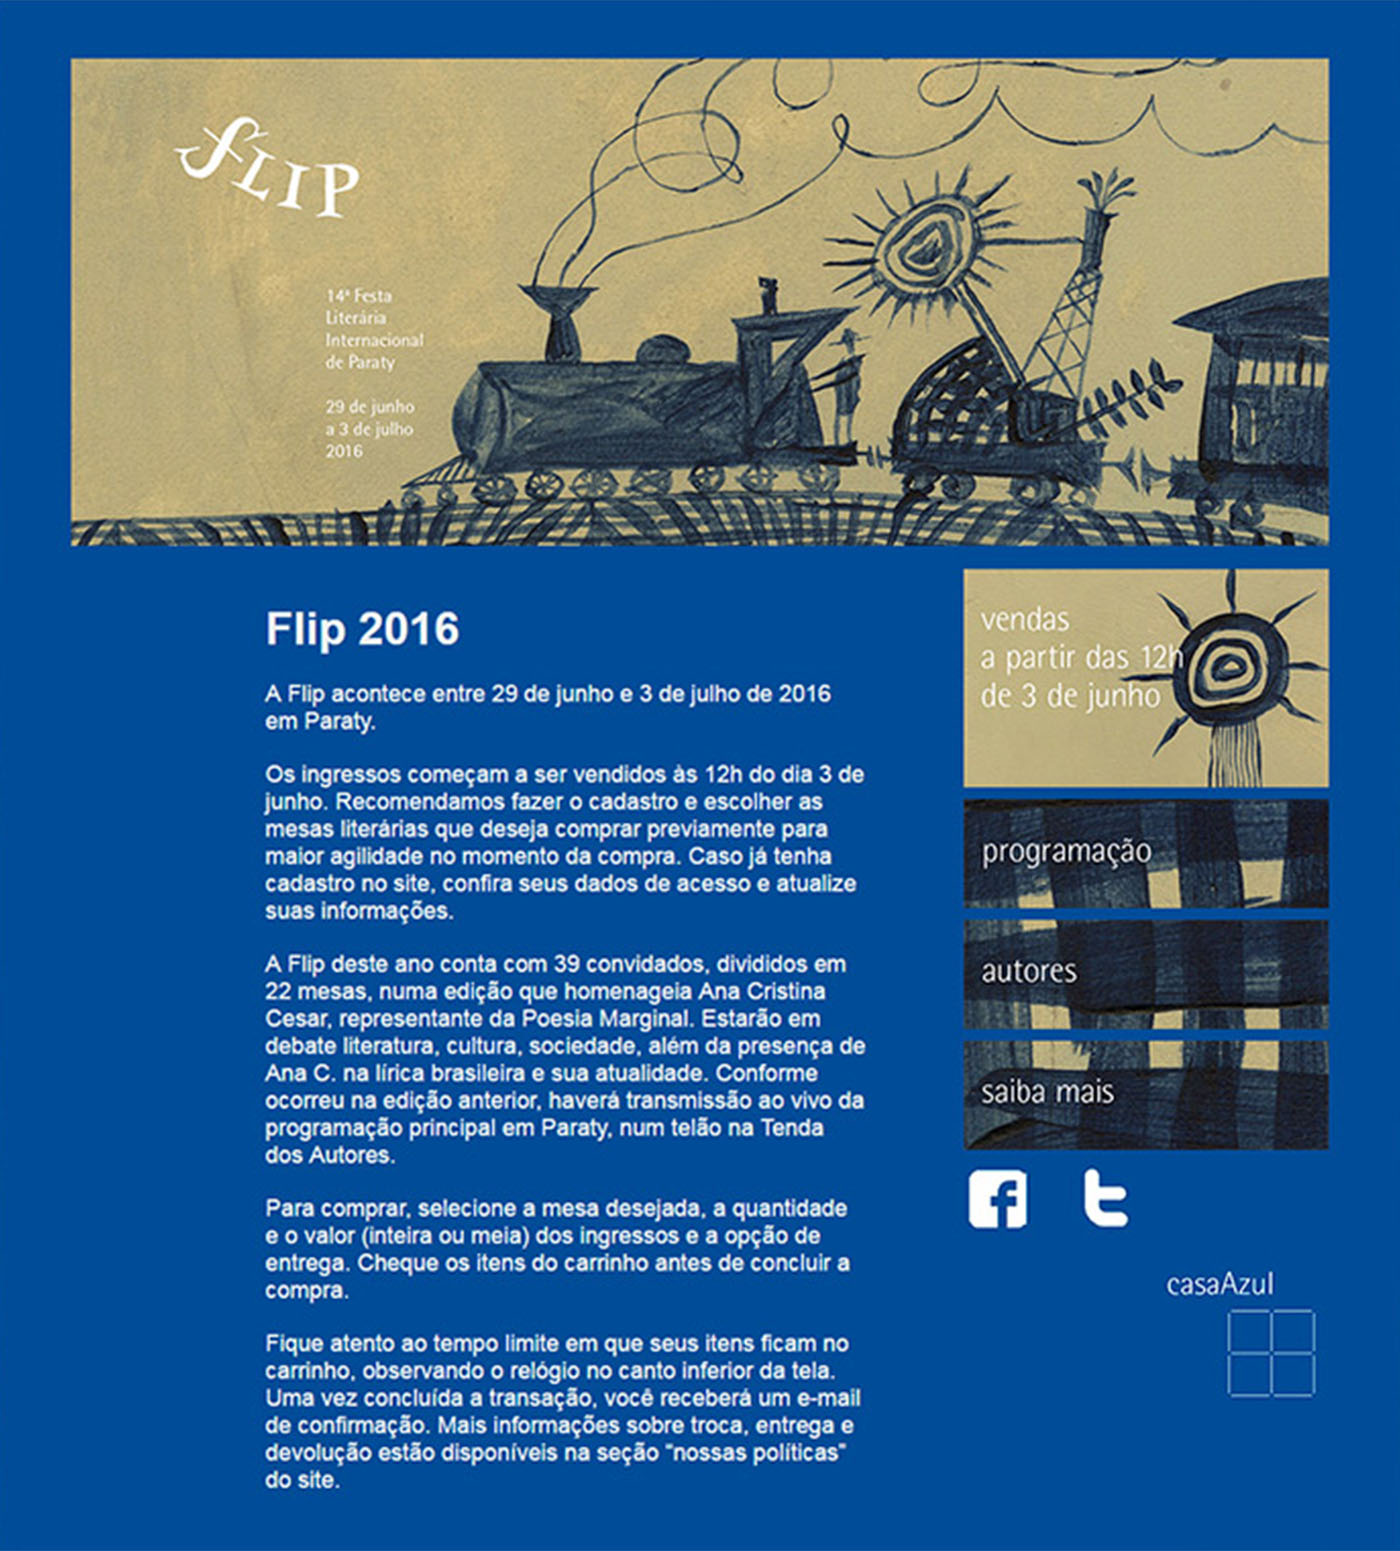 FLIP
14ª Festa
Literária
Internacional
de Paraty
29 de junho
a 3 de julho
2016
Flip 2016
A Flip acontece entre 29 de junho e 3 de julho de 2016
em Paraty.
Os ingressos começam a ser vendidos às 12h do dia 3 de
junho. Recomendamos fazer o cadastro e escolher as
mesas literárias que deseja comprar previamente para
maior agilidade no momento da compra. Caso já tenha
cadastro no site, confira seus dados de acesso e atualize
suas informações.
A Flip deste ano conta com 39 convidados, divididos em
22 mesas, numa edição que homenageia Ana Cristina
Cesar, representante da Poesia Marginal. Estarão em
debate literatura, cultura, sociedade, além da presença de
Ana C. na lírica brasileira e sua atualidade. Conforme
ocorreu na edição anterior, haverá transmissão ao vivo da
programação principal em Paraty, num telão na Tenda
dos Autores.
Para comprar, selecione a mesa desejada, a quantidade
e o valor (inteira ou meia) dos ingressos e a opção de
entrega. Cheque os itens do carrinho antes de concluir a
compra.
Fique atento ao tempo limite em que seus itens ficam no
carrinho, observando o relógio no canto inferior da tela.
Uma vez concluída a transação, você receberá um e-mail
de confirmação. Mais informações sobre troca, entrega e
devolução estão disponíveis na seção "nossas políticas"
do site.
vendas
a partir das 12h
de 3 de junho
programação
autores
saiba mais
casaAzul